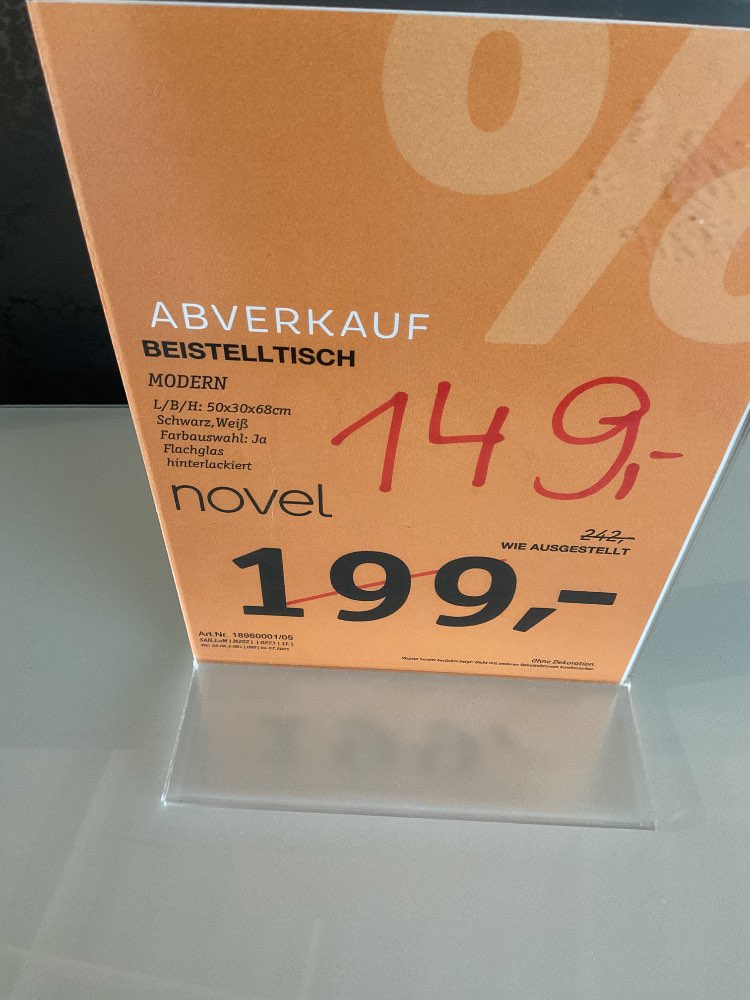 %
ABVERKAUF
BEISTELLTISCH
MODERN
L/B/H: 50x30x68cm
Schwarz,Weiß
Farbauswahl: Ja
Flachglas
hinterlackiert
149,-
novel
242,-
WIE AUSGESTELLT
199,-
Art.Nr. 18960001/05
Ohne Dekoration.